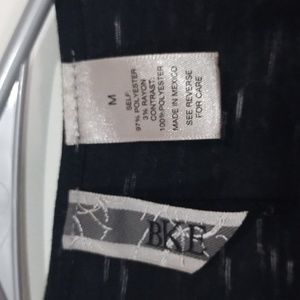 M
SELF:
97% POLYESTER
3% RAYON
CONTRAST:
100% POLYESTER
MADE IN MEXICO
SEE REVERSE
FOR CARE
BKE